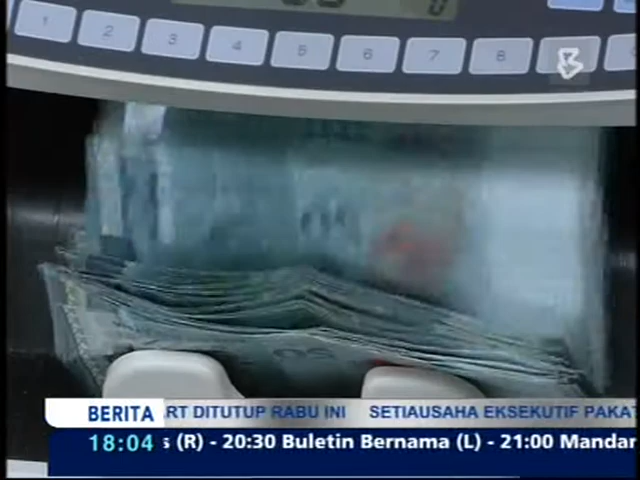 1 2 3 4 5 6 7 8
50
BERITA RT DITUTUP RABU INI SETIAUSAHA EKSEKUTIF PAKAT
18:04 s (R) - 20:30 Buletin Bernama (L) - 21:00 Mandar